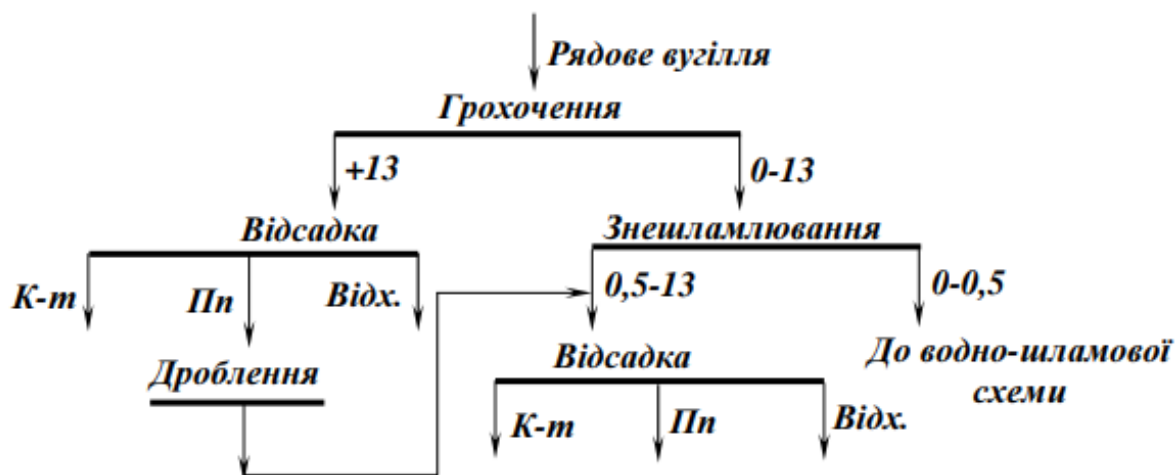 Рядове вугілля
Грохочення
+13
0-13
Відсадка
Знешламлювання
К-т
Пп
Відх.
0,5-13
0-0,5
Дроблення
Відсадка
До водно-шламової
схеми
К-т
Пп
Відх.